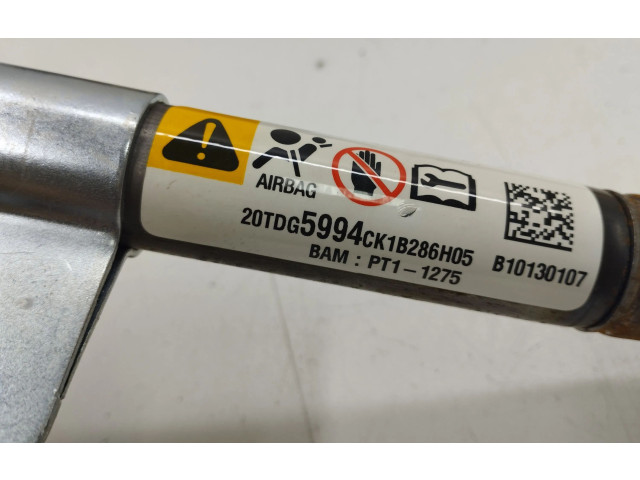 AIRBAG
20TDG5994CK1B286H05
BAM : PT1-1275
B10130107